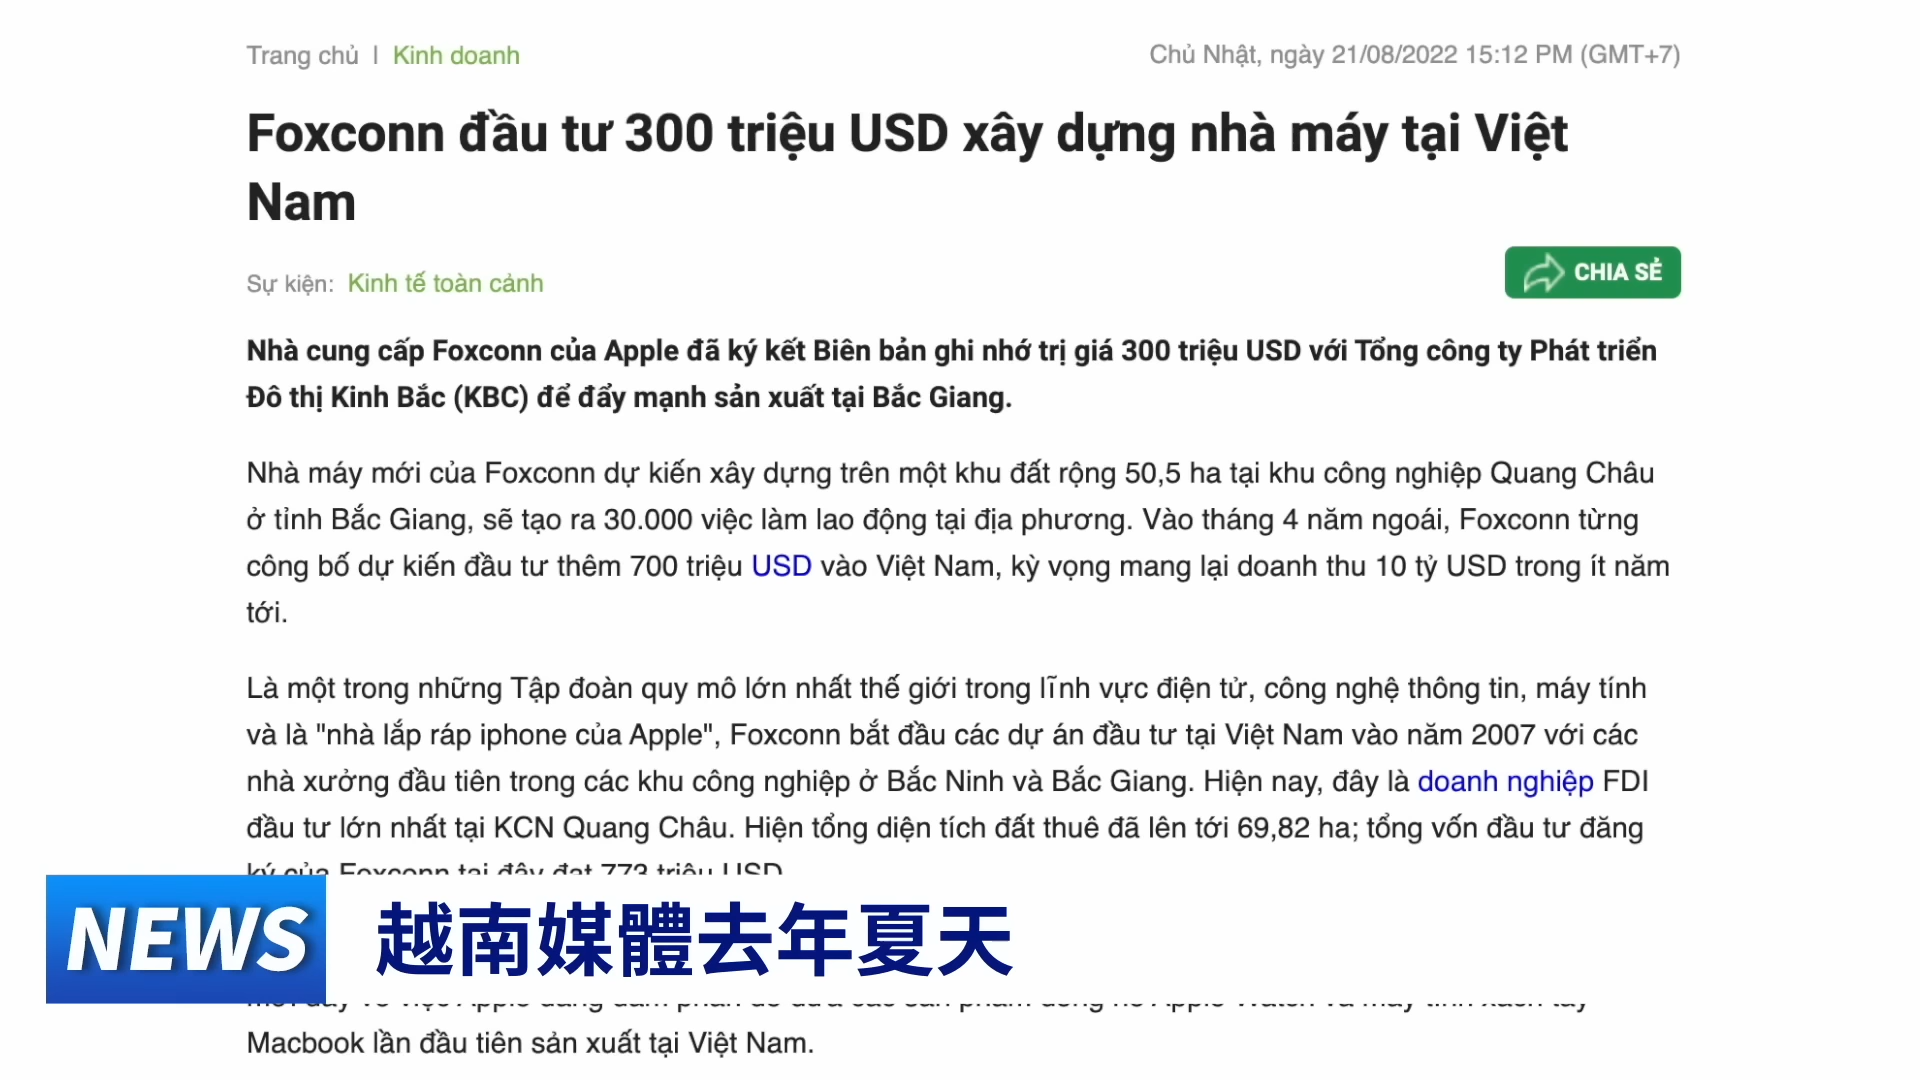 Trang chủ | Kinh doanh
Chủ Nhật, ngày 21/08/2022 15:12 PM (GMT+7)
Foxconn đầu tư 300 triệu USD xây dựng nhà máy tại Việt
Nam
Sự kiện: Kinh tế toàn cảnh
CHIA SẺ
Nhà cung cấp Foxconn của Apple đã ký kết Biên bản ghi nhớ trị giá 300 triệu USD với Tổng công ty Phát triển
Đô thị Kinh Bắc (KBC) để đẩy mạnh sản xuất tại Bắc Giang.
Nhà máy mới của Foxconn dự kiến xây dựng trên một khu đất rộng 50,5 ha tại khu công nghiệp Quang Châu
ở tỉnh Bắc Giang, sẽ tạo ra 30.000 việc làm lao động tại địa phương. Vào tháng 4 năm ngoái, Foxconn từng
công bố dự kiến đầu tư thêm 700 triệu USD vào Việt Nam, kỳ vọng mang lại doanh thu 10 tỷ USD trong ít năm
tới.
Là một trong những Tập đoàn quy mô lớn nhất thế giới trong lĩnh vực điện tử, công nghệ thông tin, máy tính
và là "nhà lắp ráp iphone của Apple", Foxconn bắt đầu các dự án đầu tư tại Việt Nam vào năm 2007 với các
nhà xưởng đầu tiên trong các khu công nghiệp ở Bắc Ninh và Bắc Giang. Hiện nay, đây là doanh nghiệp FDI
đầu tư lớn nhất tại KCN Quang Châu. Hiện tổng diện tích đất thuê đã lên tới 69,82 ha; tổng vốn đầu tư đăng
ký của Foxconn tại đây đạt 773 triệu USD
NEWS 越南媒體去年夏天
Macbook lần đầu tiên sản xuất tại Việt Nam.